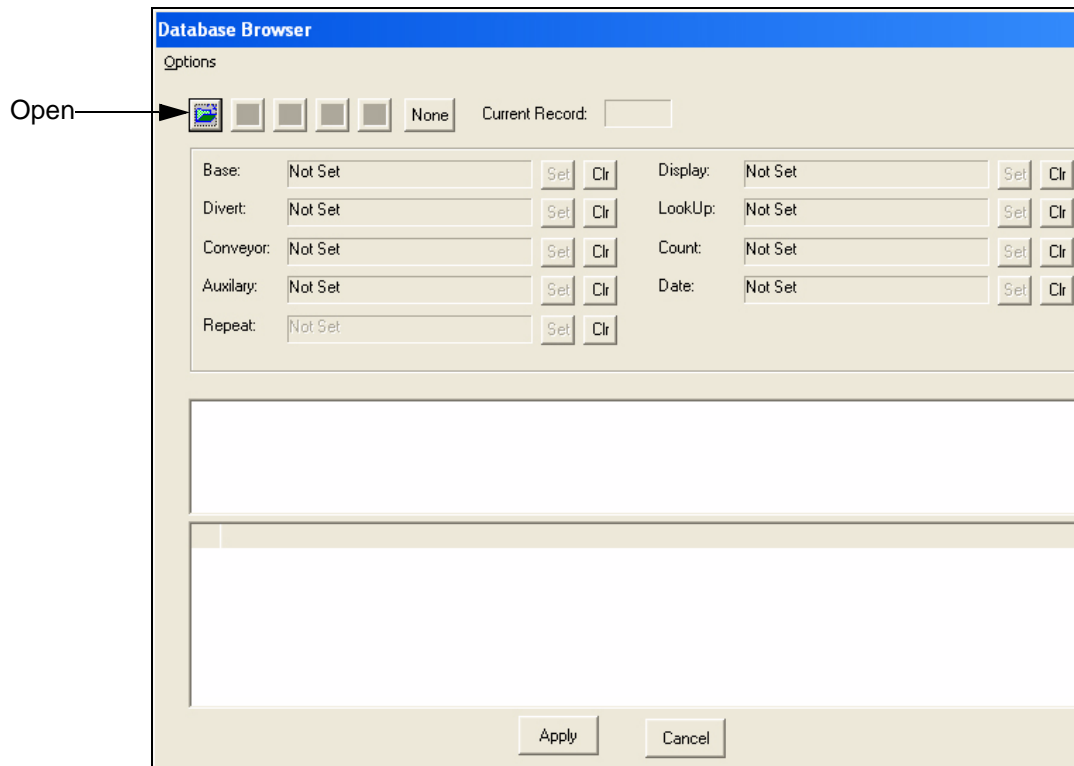 Database Browser
Options
Open
None Current Record:
Base: Not Set Set Clr Display: Not Set Set Clr
Divert: Not Set Set Clr LookUp: Not Set Set Clr
Conveyor: Not Set Set Clr Count: Not Set Set Clr
Auxilary: Not Set Set Clr Date: Not Set Set Clr
Repeat: Not Set Set Clr
Apply Cancel